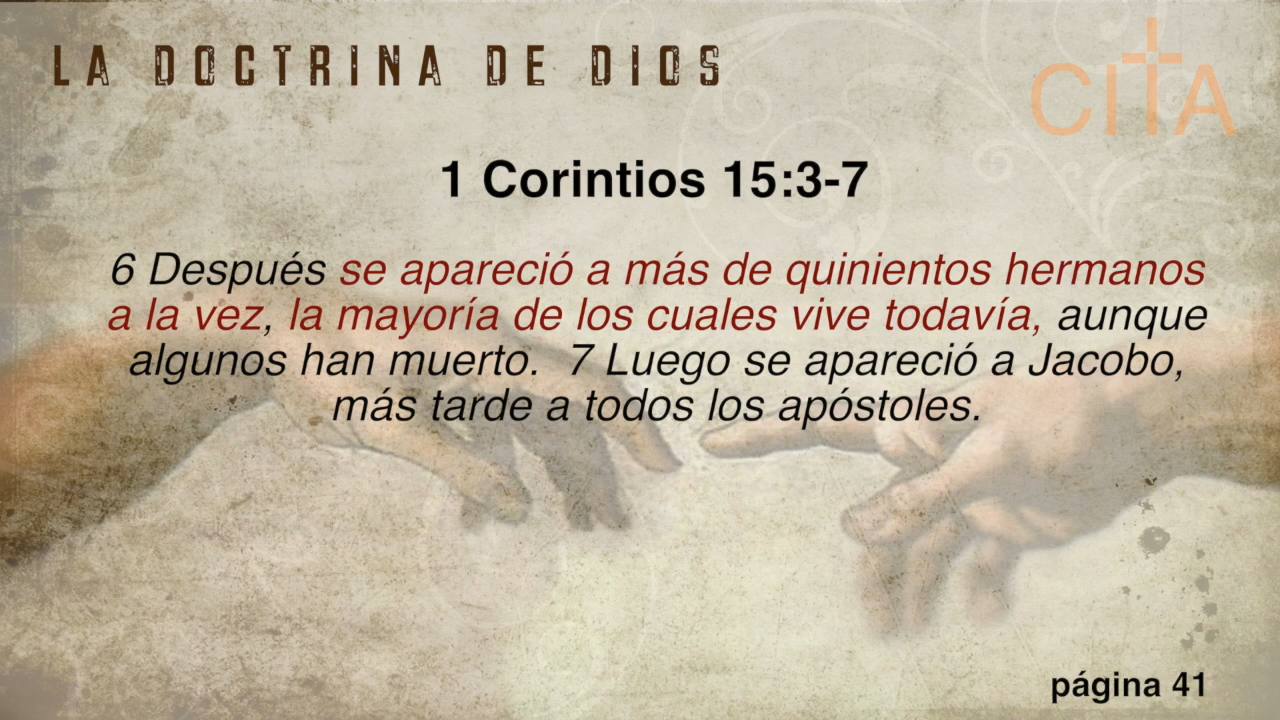 LA DOCTRINA DE DIOS
CITA
1 Corintios 15:3-7
6 Después se apareció a más de quinientos hermanos
a la vez, la mayoría de los cuales vive todavía, aunque
algunos han muerto.  7 Luego se apareció a Jacobo,
más tarde a todos los apóstoles.
página 41